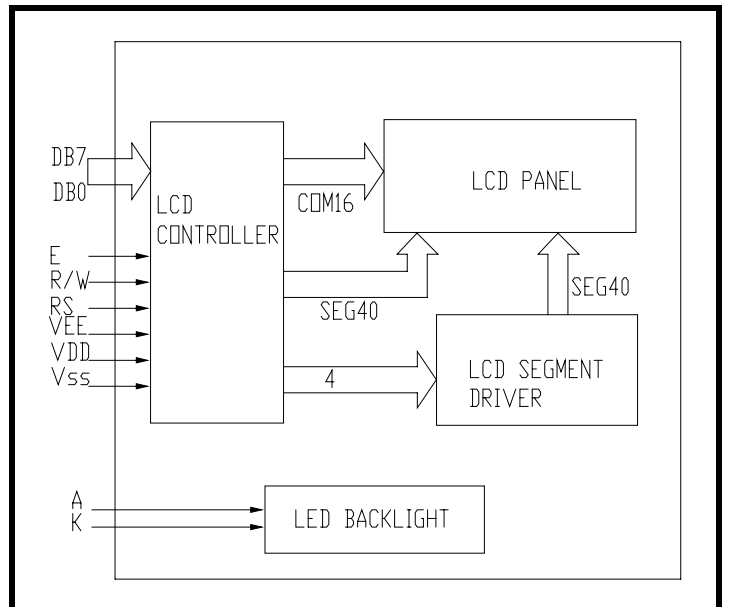 DB7
DB0
LCD
CONTROLLER
COM16
LCD PANEL
E
R/W
RS
VEE
VDD
Vss
SEG40
SEG40
4
LCD SEGMENT
DRIVER
A
K
LED BACKLIGHT